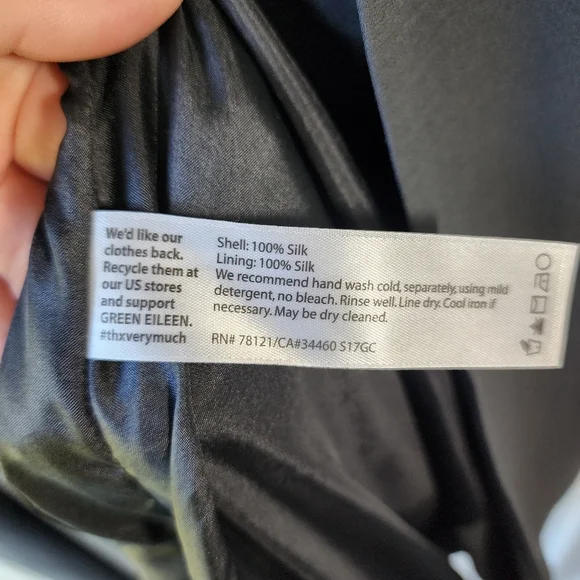 We'd like our
clothes back.
Recycle them at
our US stores
and support
GREEN EILEEN.
#thxverymuch
Shell: 100% Silk
Lining: 100% Silk
We recommend hand wash cold, separately, using mild
detergent, no bleach. Rinse well. Line dry. Cool iron if
necessary. May be dry cleaned.
RN# 78121/CA#34460 S17GC